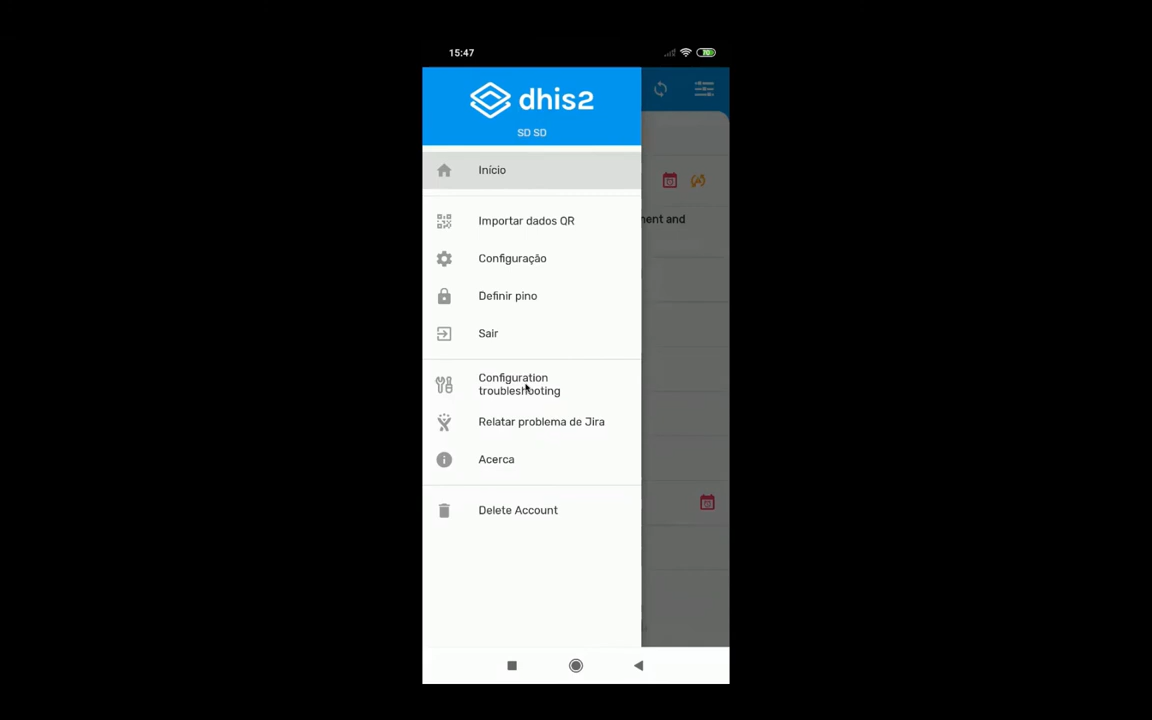 15:47
70
dhis2
SD SD
Início
Importar dados QR
Configuração
ment and
Definir pino
Sair
Configuration
troubleshooting
Relatar problema de Jira
Acerca
Delete Account